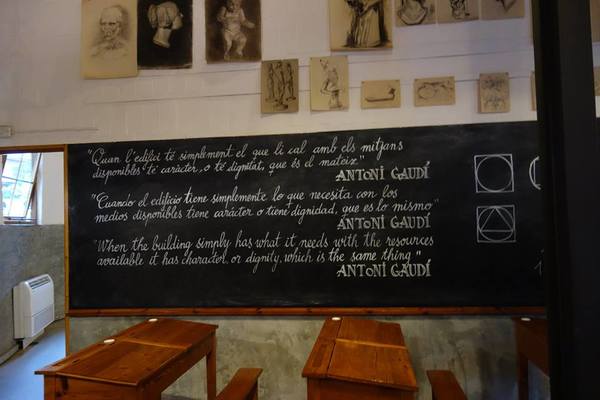 "Quan l'edifici té simplement el que li cal amb els mitjans
disponibles té caràcter, o té dignitat, que és el mateix."
ANTONÍ GAUDÍ
"Cuando el edificio tiene simplemente lo que necesita con los
medios disponibles tiene carácter o tiene dignidad, que es lo mismo"
ANTONÍ GAUDÍ
"When the building simply has what it needs with the resources
available it has character, or dignity, which is the same thing"
ANTONÍ GAUDÍ